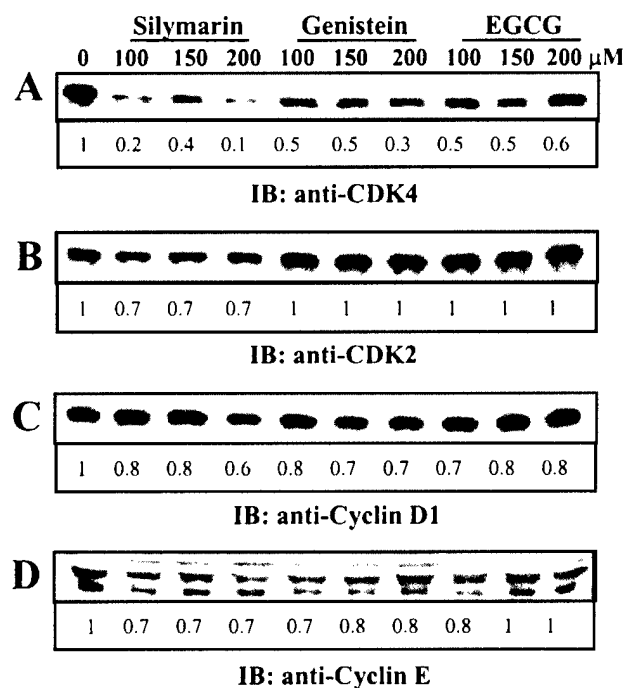 Silymarin Genistein EGCG
0 100 150 200 100 150 200 100 150 200 µM
A
1 0.2 0.4 0.1 0.5 0.5 0.3 0.5 0.5 0.6
IB: anti-CDK4
B
1 0.7 0.7 0.7 1 1 1 1 1 1
IB: anti-CDK2
C
1 0.8 0.8 0.6 0.8 0.7 0.7 0.7 0.8 0.8
IB: anti-Cyclin D1
D
1 0.7 0.7 0.7 0.7 0.8 0.8 0.8 1 1
IB: anti-Cyclin E